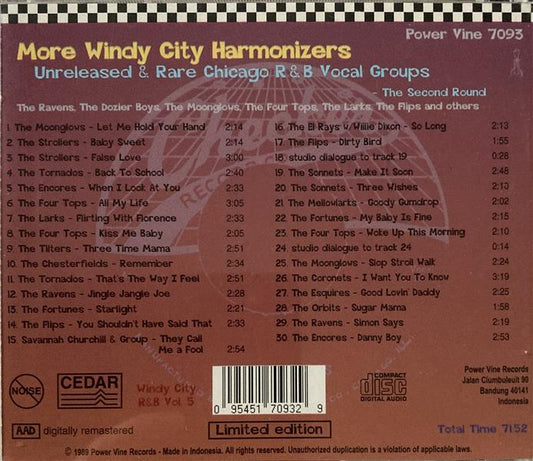 Power Vine 7093
More Windy City Harmonizers
Unreleased & Rare Chicago R&B Vocal Groups
- The Second Round
The Ravens, The Dozier Boys, The Moonglows, The Four Tops, The Larks, The Flips and others
1. The Moonglows - Let Me Hold Your Hand 2:14
2. The Strollers - Baby Sweet 2:14
3. The Strollers - False Love 3:00
4. The Tornados - Back To School 2:40
5. The Encores - When I Look At You 2:23
6. The Four Tops - All My Life 3:05
7. The Larks - Flirting With Florence 2:23
8. The Four Tops - Kiss Me Baby 2:55
9. The Tilters - Three Time Mama 2:51
10. The Chesterfields - Remember 2:34
11. The Tornados - That's The Way I Feel 2:51
12. The Ravens - Jingle Jangle Joe 2:28
13. The Fortunes - Starlight 2:21
14. The Flips - You Shouldn't Have Said That 2:33
15. Savannah Churchill & Group - They Call
Me a Fool 2:54
16. The El Rays w/Willie Dixon - So Long 2:13
17. The Flips - Dirty Bird 1:55
18. studio dialogue to track 19 0:28
19. The Sonnets - Make It Soon 2:48
20. The Sonnets - Three Wishes 2:10
21. The Mellowlarks - Goody Gumdrop 2:02
22. The Fortunes - My Baby Is Fine 2:15
23. The Four Tops - Woke Up This Morning 2:30
24. studio dialogue to track 24 0:14
25. The Moonglows - Slop Stroll Walk 2:24
26. The Coronets - I Want You To Know 3:19
27. The Esquires - Good Lovin' Daddy 2:25
28. The Orbits - Sugar Mama 1:58
29. The Ravens - Simon Says 2:19
30. The Encores - Danny Boy 2:53
NOISE
CEDAR
Windy City
R&B Vol. 5
0 95451 70932 9
COMPACT
disc
DIGITAL AUDIO
Power Vine Records
Jalan Ciumbuleuit 90
Bandung 40141
Indonesia
AAD digitally remastered
Limited edition
Total Time 71:52
© 1989 Power Vine Records - Made in Indonesia. All rights reserved. Unauthorized duplication is a violation of applicable laws.